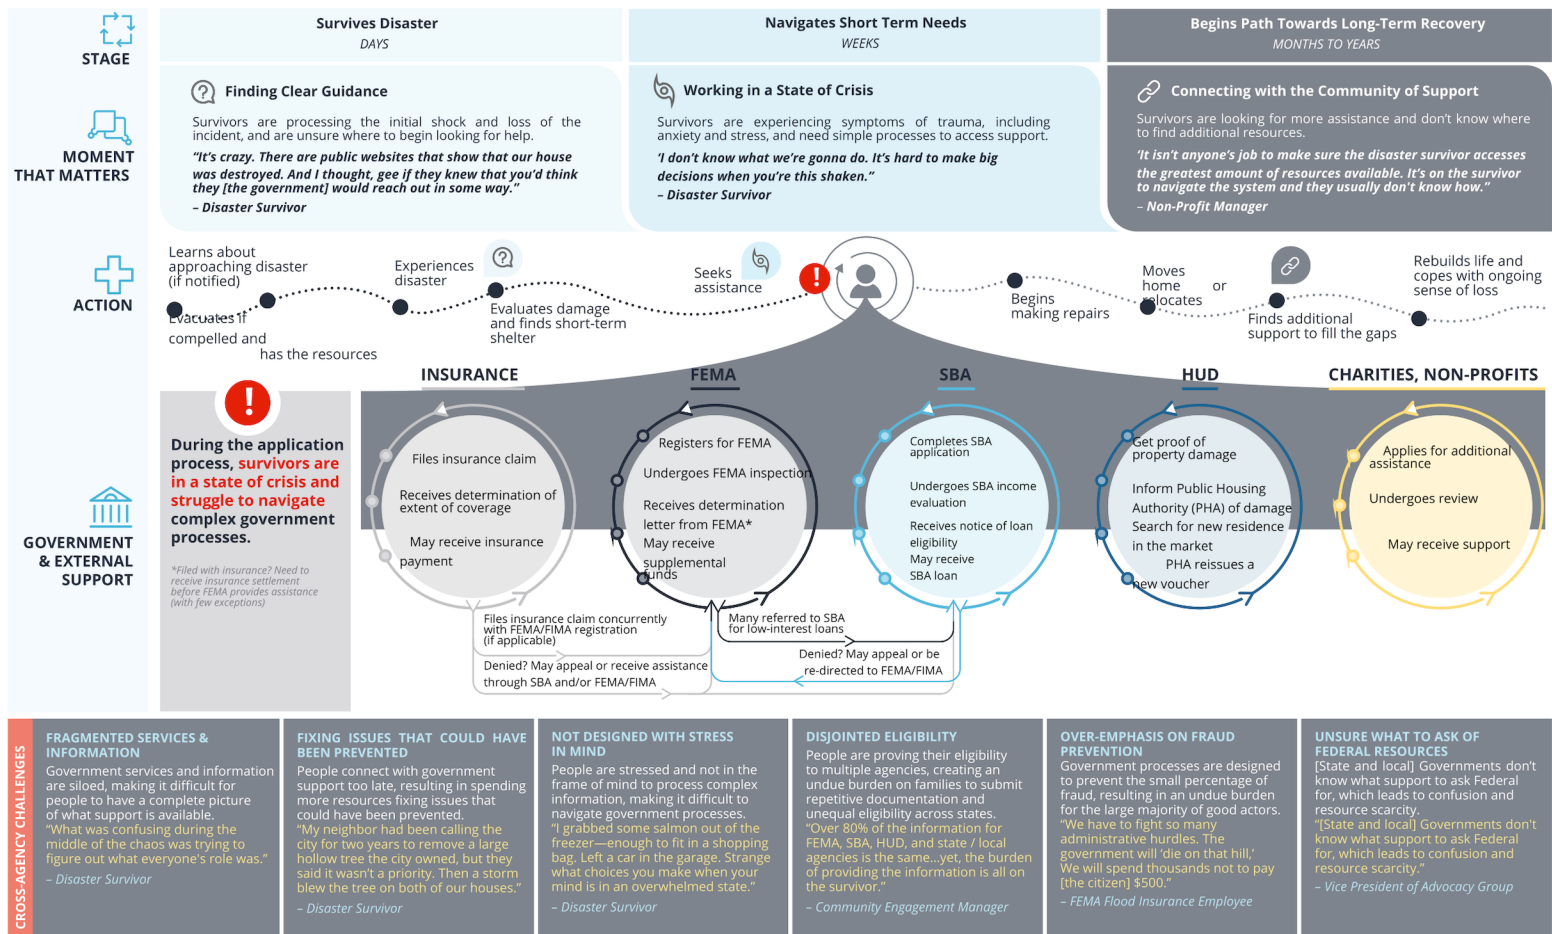 STAGE
Survives Disaster
DAYS
Navigates Short Term Needs
WEEKS
Begins Path Towards Long-Term Recovery
MONTHS TO YEARS
MOMENT
THAT MATTERS
Finding Clear Guidance
Survivors are processing the initial shock and loss of the
incident, and are unsure where to begin looking for help.
“It’s crazy. There are public websites that show that our house
was destroyed. And I thought, gee if they knew that you’d think
they [the government] would reach out in some way.”
– Disaster Survivor
Working in a State of Crisis
Survivors are experiencing symptoms of trauma, including
anxiety and stress, and need simple processes to access support.
‘I don’t know what we’re gonna do. It’s hard to make big
decisions when you’re this shaken.”
– Disaster Survivor
Connecting with the Community of Support
Survivors are looking for more assistance and don’t know where
to find additional resources.
‘It isn’t anyone’s job to make sure the disaster survivor accesses
the greatest amount of resources available. It’s on the survivor
to navigate the system and they usually don't know how.”
– Non-Profit Manager
ACTION
Learns about
approaching disaster
(if notified)
Evacuates if
compelled and
has the resources
Experiences
disaster
Evaluates damage
and finds short-term
shelter
Seeks
assistance
!
Begins
making repairs
Moves
home or
relocates
Finds additional
support to fill the gaps
Rebuilds life and
copes with ongoing
sense of loss
GOVERNMENT
& EXTERNAL
SUPPORT
!
During the application
process, survivors are
in a state of crisis and
struggle to navigate
complex government
processes.
*Filed with insurance? Need to
receive insurance settlement
before FEMA provides assistance
(with few exceptions)
INSURANCE
Files insurance claim
Receives determination of
extent of coverage
May receive insurance
payment
FEMA
Registers for FEMA
Undergoes FEMA inspection
Receives determination
letter from FEMA*
May receive
supplemental
funds
SBA
Completes SBA
application
Undergoes SBA income
evaluation
Receives notice of loan
eligibility
May receive
SBA loan
HUD
Get proof of
property damage
Inform Public Housing
Authority (PHA) of damage
Search for new residence
in the market
PHA reissues a
new voucher
CHARITIES, NON-PROFITS
Applies for additional
assistance
Undergoes review
May receive support
Files insurance claim concurrently
with FEMA/FIMA registration
(if applicable)
Denied? May appeal or receive assistance
through SBA and/or FEMA/FIMA
Many referred to SBA
for low-interest loans
Denied? May appeal or be
re-directed to FEMA/FIMA
CROSS-AGENCY CHALLENGES
FRAGMENTED SERVICES &
INFORMATION
Government services and information
are siloed, making it difficult for
people to have a complete picture
of what support is available.
“What was confusing during the
middle of the chaos was trying to
figure out what everyone's role was.”
– Disaster Survivor
FIXING ISSUES THAT COULD HAVE
BEEN PREVENTED
People connect with government
support too late, resulting in spending
more resources fixing issues that
could have been prevented.
“My neighbor had been calling the
city for two years to remove a large
hollow tree the city owned, but they
said it wasn’t a priority. Then a storm
blew the tree on both of our houses.”
– Disaster Survivor
NOT DESIGNED WITH STRESS
IN MIND
People are stressed and not in the
frame of mind to process complex
information, making it difficult to
navigate government processes.
“I grabbed some salmon out of the
freezer—enough to fit in a shopping
bag. Left a car in the garage. Strange
what choices you make when your
mind is in an overwhelmed state.”
– Disaster Survivor
DISJOINTED ELIGIBILITY
People are proving their eligibility
to multiple agencies, creating an
undue burden on families to submit
repetitive documentation and
unequal eligibility across states.
“Over 80% of the information for
FEMA, SBA, HUD, and state / local
agencies is the same...yet, the burden
of providing the information is all on
the survivor.”
– Community Engagement Manager
OVER-EMPHASIS ON FRAUD
PREVENTION
Government processes are designed
to prevent the small percentage of
fraud, resulting in an undue burden
for the large majority of good actors.
“We have to fight so many
administrative hurdles. The
government will ‘die on that hill,’
We will spend thousands not to pay
[the citizen] $500.”
– FEMA Flood Insurance Employee
UNSURE WHAT TO ASK OF
FEDERAL RESOURCES
[State and local] Governments don’t
know what support to ask Federal
for, which leads to confusion and
resource scarcity.
“[State and local] Governments don't
know what support to ask Federal
for, which leads to confusion and
resource scarcity.”
– Vice President of Advocacy Group